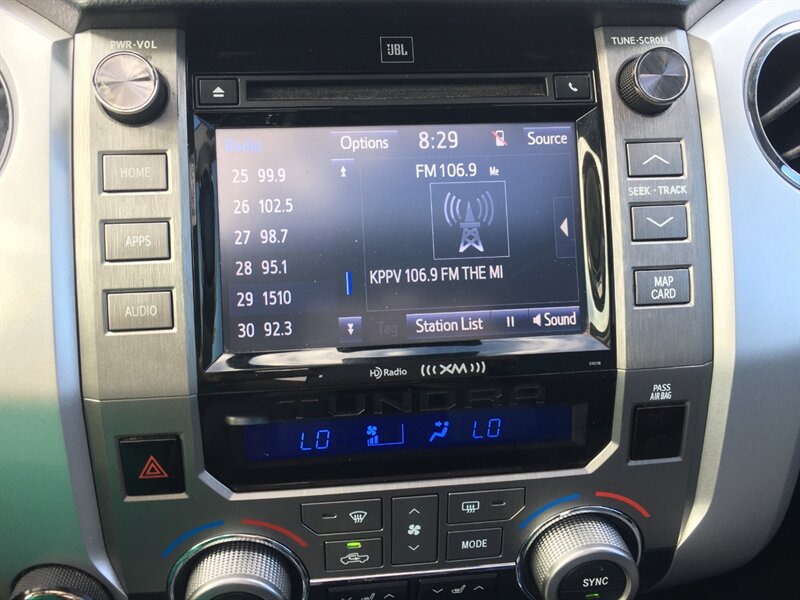 PWR·VOL
JBL
TUNE·SCROLL
Radio
Options
8:29
Source
25 99.9
26 102.5
27 98.7
28 95.1
29 1510
30 92.3
FM 106.9 Me
KPPV 106.9 FM THE MI
Tag
Station List
Sound
HOME
APPS
AUDIO
SEEK·TRACK
MAP
CARD
HD Radio
(((XM)))
TUNDRA
PASS
AIR BAG
LO
LO
MODE
SYNC